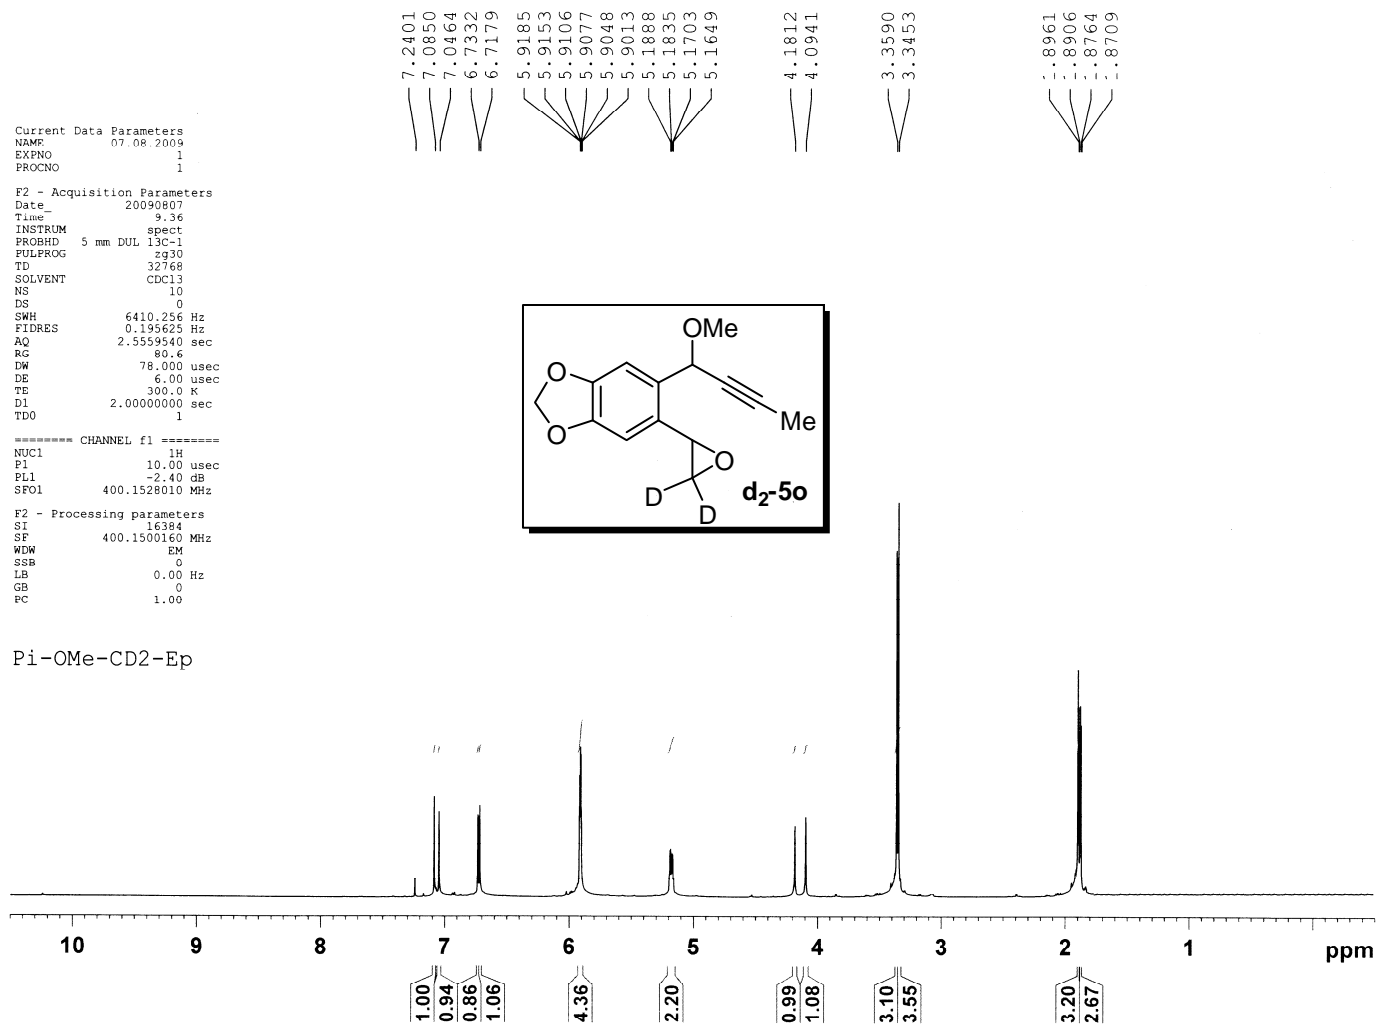 7.2401
7.0850
7.0464
6.7332
6.7179
5.9185
5.9153
5.9106
5.9077
5.9048
5.9013
5.1888
5.1835
5.1703
5.1649
4.1812
4.0941
3.3590
3.3453
.8961
.8906
.8764
.8709
Current Data Parameters
NAME 07.08.2009
EXPNO 1
PROCNO 1
F2 - Acquisition Parameters
Date_ 20090807
Time 9.36
INSTRUM spect
PROBHD 5 mm DUL 13C-1
PULPROG zg30
TD 32768
SOLVENT CDCl3
NS 10
DS 0
SWH 6410.256 Hz
FIDRES 0.195625 Hz
AQ 2.5559540 sec
RG 80.6
DW 78.000 usec
DE 6.00 usec
TE 300.0 K
D1 2.00000000 sec
TD0 1
======== CHANNEL f1 ========
NUC1 1H
P1 10.00 usec
PL1 -2.40 dB
SFO1 400.1528010 MHz
F2 - Processing parameters
SI 16384
SF 400.1500160 MHz
WDW EM
SSB 0
LB 0.00 Hz
GB 0
PC 1.00
OMe
O
O
Me
O
D
D
d2-5o
Pi-OMe-CD2-Ep
10 9 8 7 6 5 4 3 2 1 ppm
1.00
0.94
0.86
1.06
4.36
2.20
0.99
1.08
3.10
3.55
3.20
2.67